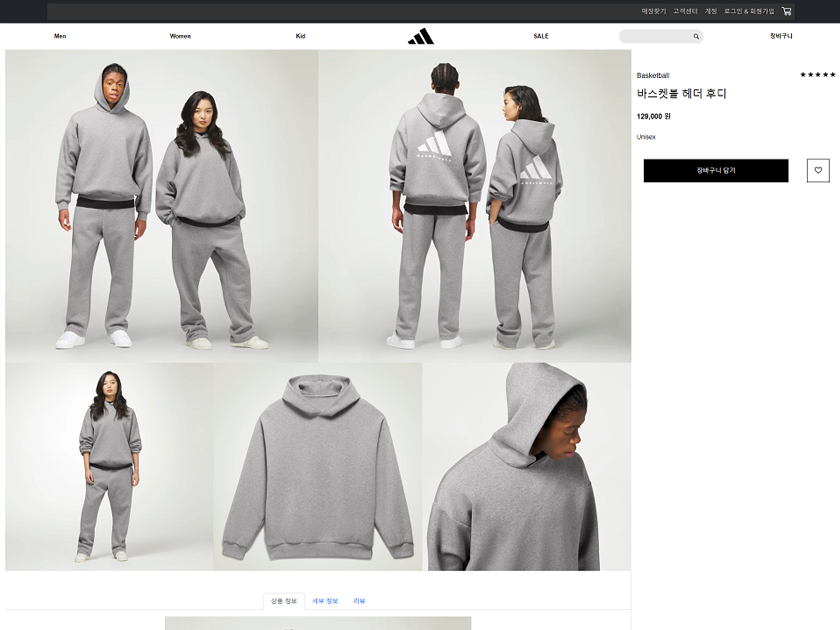 매장찾기 고객센터 계정 로그인 & 회원가입
Men Women Kid SALE 장바구니
Basketball ★★★★★
바스켓볼 헤더 후디
129,000 원
Unisex
장바구니 담기
상품 정보 세부 정보 리뷰